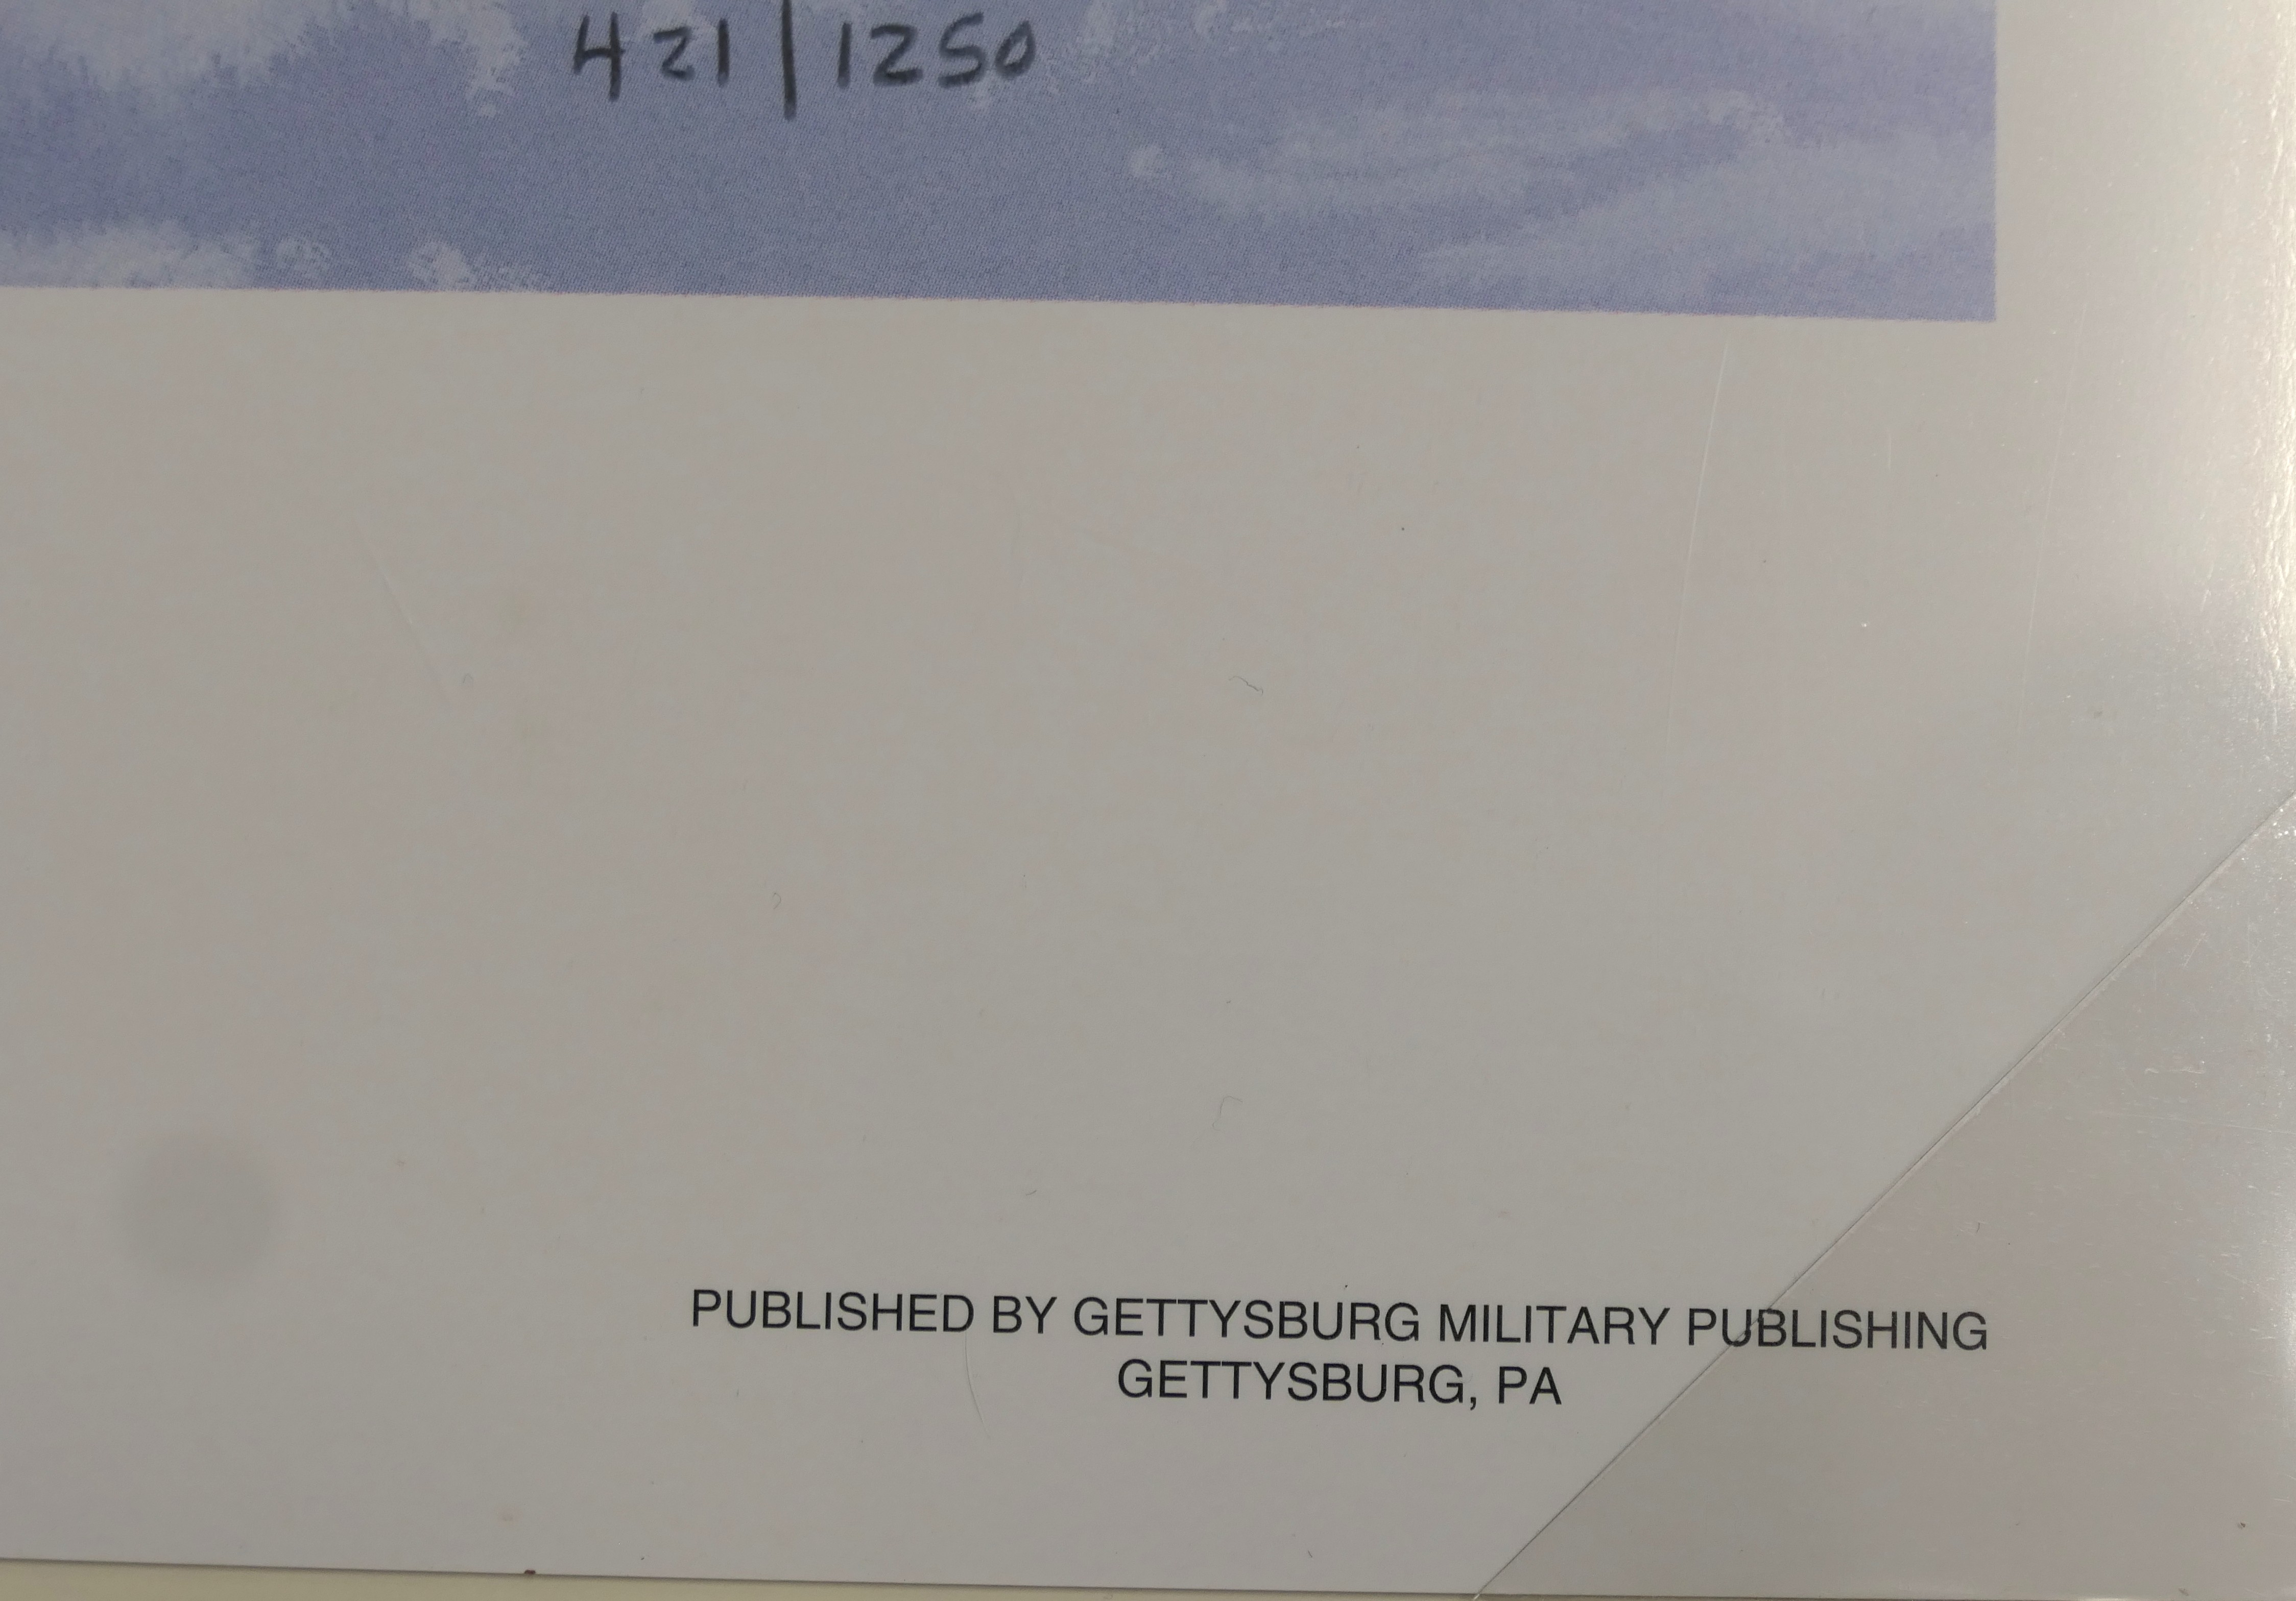 421|1250
PUBLISHED BY GETTYSBURG MILITARY PUBLISHING
GETTYSBURG, PA